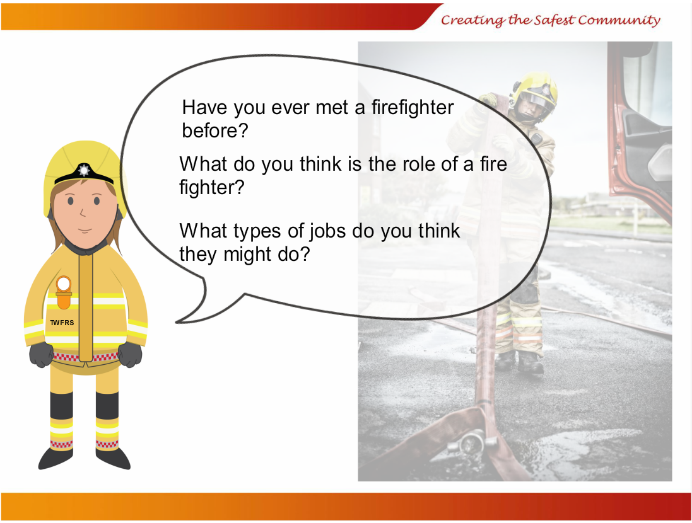 Creating the Safest Community
Have you ever met a firefighter
before?
What do you think is the role of a fire
fighter?
What types of jobs do you think
they might do?
TWFRS